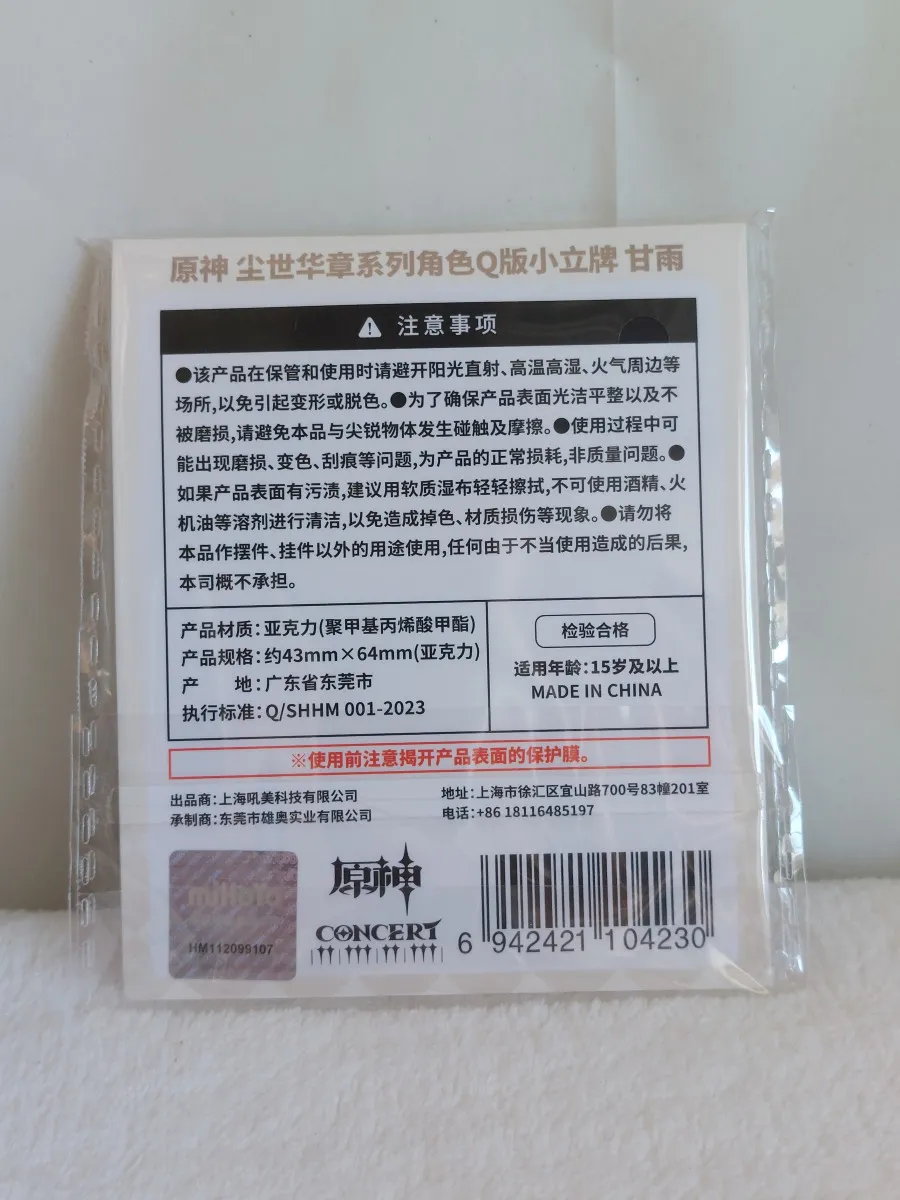 原神 尘世华章系列角色Q版小立牌 甘雨
注意事项
●该产品在保管和使用时请避开阳光直射、高温高湿、火气周边等
场所,以免引起变形或脱色。●为了确保产品表面光洁平整以及不
被磨损,请避免本品与尖锐物体发生碰触及摩擦。●使用过程中可
能出现磨损、变色、刮痕等问题,为产品的正常损耗,非质量问题。●
如果产品表面有污渍,建议用软质湿布轻轻擦拭,不可使用酒精、火
机油等溶剂进行清洁,以免造成掉色、材质损伤等现象。●请勿将
本品作摆件、挂件以外的用途使用,任何由于不当使用造成的后果,
本司概不承担。
产品材质:亚克力(聚甲基丙烯酸甲酯)
产品规格:约43mm×64mm(亚克力)
产 地:广东省东莞市
执行标准:Q/SHHM 001-2023
检验合格
适用年龄:15岁及以上
MADE IN CHINA
※使用前注意揭开产品表面的保护膜。
出品商:上海吼美科技有限公司
承制商:东莞市雄奥实业有限公司
地址:上海市徐汇区宜山路700号83幢201室
电话:+86 18116485197
miHoYo
HM112099107
原神
CONCERT
6 942421 104230